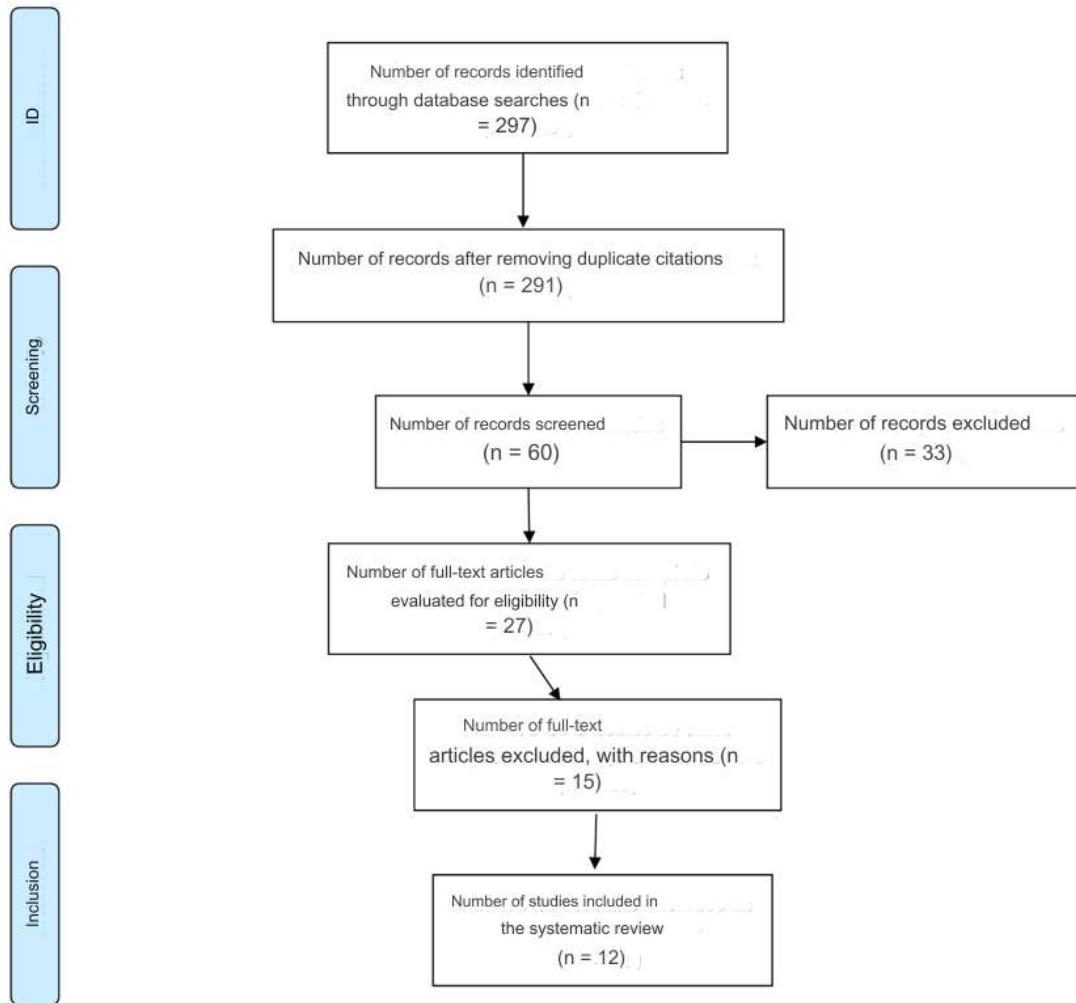 ID
Number of records identified
through database searches (n
= 297)
Number of records after removing duplicate citations
(n = 291)
Screening
Number of records screened
(n = 60)
Number of records excluded
(n = 33)
Eligibility
Number of full-text articles
evaluated for eligibility (n
= 27)
Number of full-text
articles excluded, with reasons (n
= 15)
Inclusion
Number of studies included in
the systematic review
(n = 12)